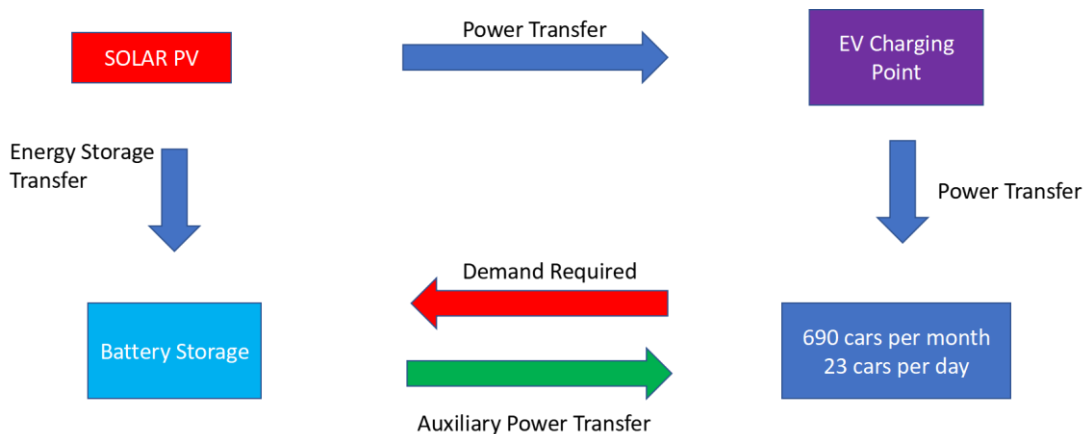 Power Transfer
SOLAR PV
EV Charging
Point
Energy Storage
Transfer
Power Transfer
Demand Required
Battery Storage
690 cars per month
23 cars per day
Auxiliary Power Transfer